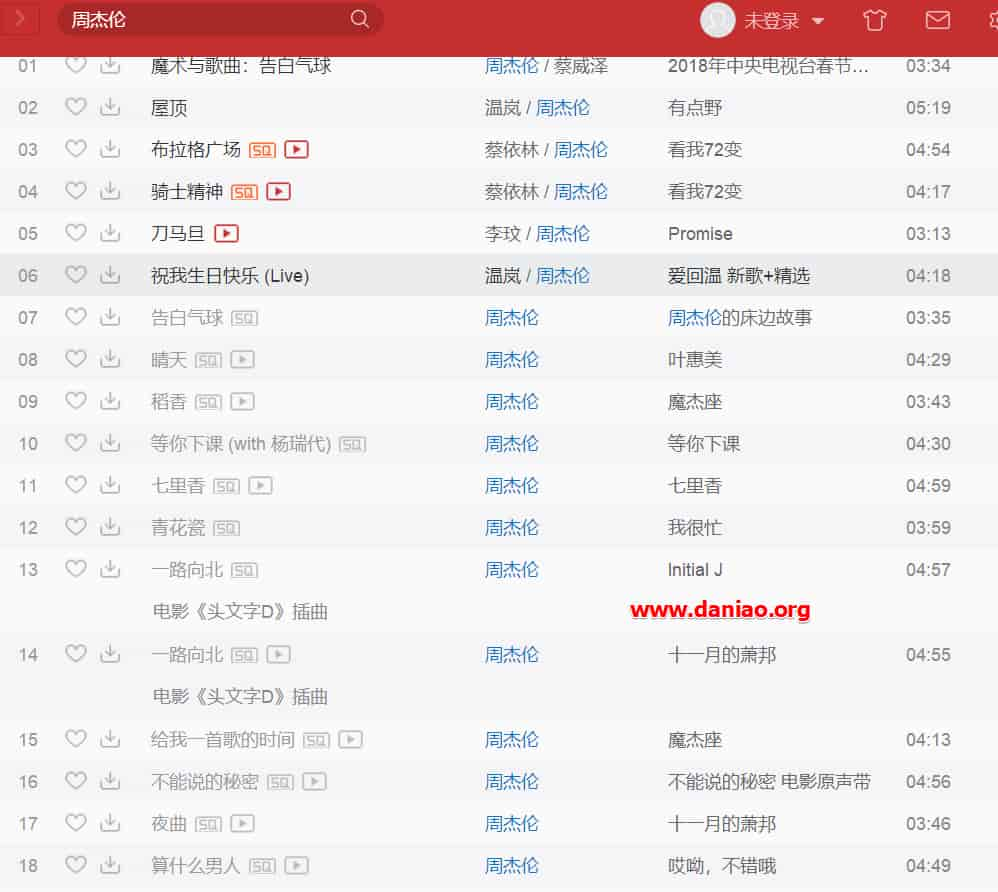 周杰伦 未登录
01 魔术与歌曲：告白气球 周杰伦 / 蔡威泽 2018年中央电视台春节... 03:34
02 屋顶 温岚 / 周杰伦 有点野 05:19
03 布拉格广场 SQ 蔡依林 / 周杰伦 看我72变 04:54
04 骑士精神 SQ 蔡依林 / 周杰伦 看我72变 04:17
05 刀马旦 李玟 / 周杰伦 Promise 03:13
06 祝我生日快乐 (Live) 温岚 / 周杰伦 爱回温 新歌+精选 04:18
07 告白气球 SQ 周杰伦 周杰伦的床边故事 03:35
08 晴天 SQ 周杰伦 叶惠美 04:29
09 稻香 SQ 周杰伦 魔杰座 03:43
10 等你下课 (with 杨瑞代) SQ 周杰伦 等你下课 04:30
11 七里香 SQ 周杰伦 七里香 04:59
12 青花瓷 SQ 周杰伦 我很忙 03:59
13 一路向北 SQ 周杰伦 Initial J 04:57
电影《头文字D》插曲 www.daniao.org
14 一路向北 SQ 周杰伦 十一月的萧邦 04:55
电影《头文字D》插曲
15 给我一首歌的时间 SQ 周杰伦 魔杰座 04:13
16 不能说的秘密 SQ 周杰伦 不能说的秘密 电影原声带 04:56
17 夜曲 SQ 周杰伦 十一月的萧邦 03:46
18 算什么男人 SQ 周杰伦 哎呦，不错哦 04:49